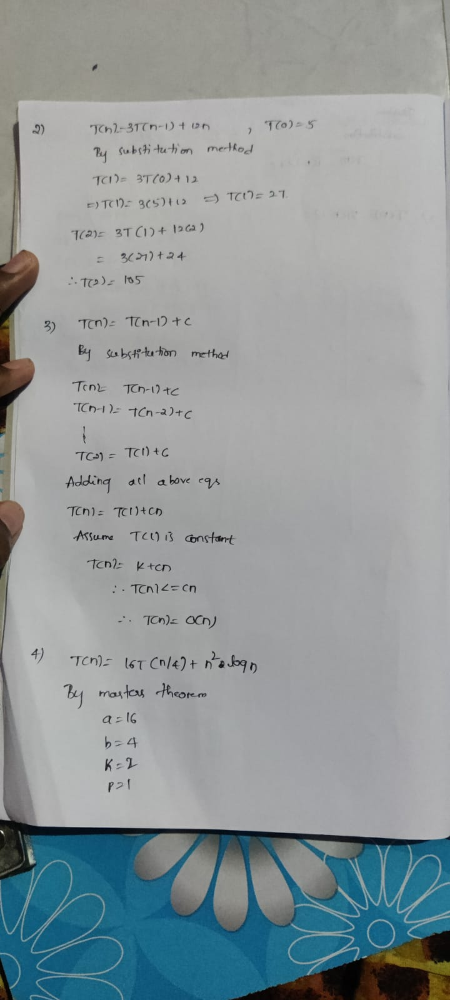 2) T(n)=3T(n-1) + 12n , T(0)=5
By substitution method
T(1)= 3T(0)+12
=) T(1)= 3(5)+12 =) T(1)= 27.
T(2)= 3T(1)+ 12(2)
= 3(27)+24
∴ T(2)= 105
3) T(n)= T(n-1)+C
By substitution method
T(n)= T(n-1)+C
T(n-1)= T(n-2)+C
T(2) = T(1)+C
Adding all above eqs
T(n)= T(1)+Cn
Assume T(1) is constant
T(n)= K+cn
∴ T(n)<=cn
∴ T(n)= O(n)
4) T(n)= 16T(n/4)+ n² log n
By masters theorem
a=16
b=4
K=2
P=1